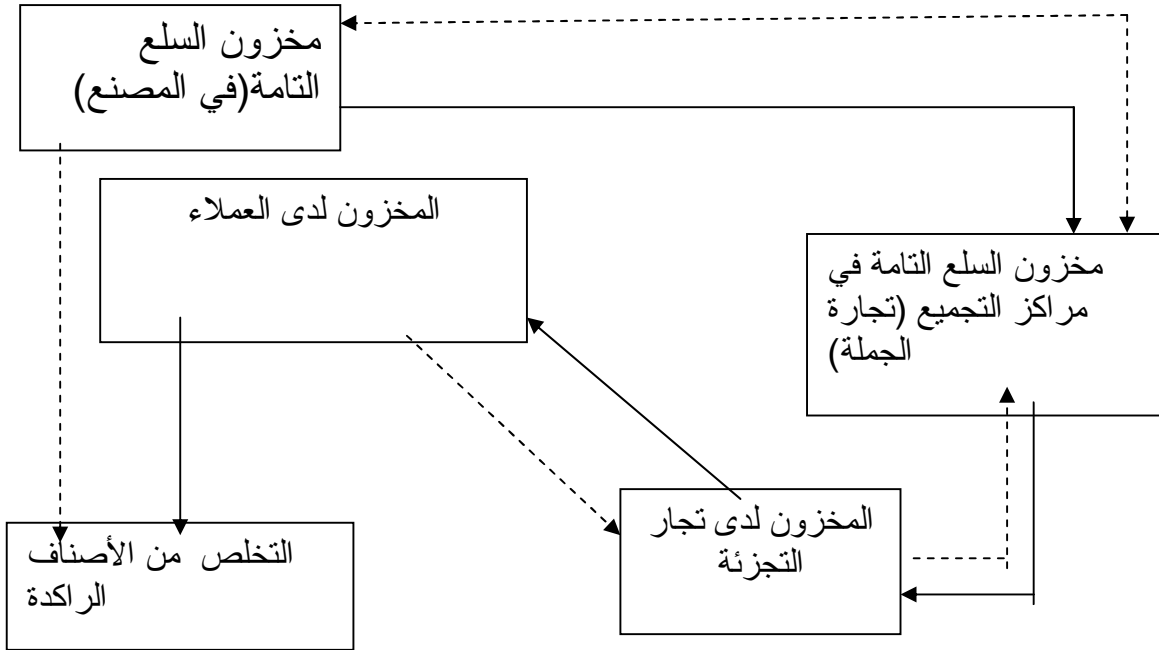 مخزون السلع
التامة(في المصنع)
المخزون لدى العملاء
مخزون السلع التامة في
مراكز التجميع (تجارة
الجملة)
المخزون لدى تجار
التجزئة
التخلص من الأصناف
الراكدة